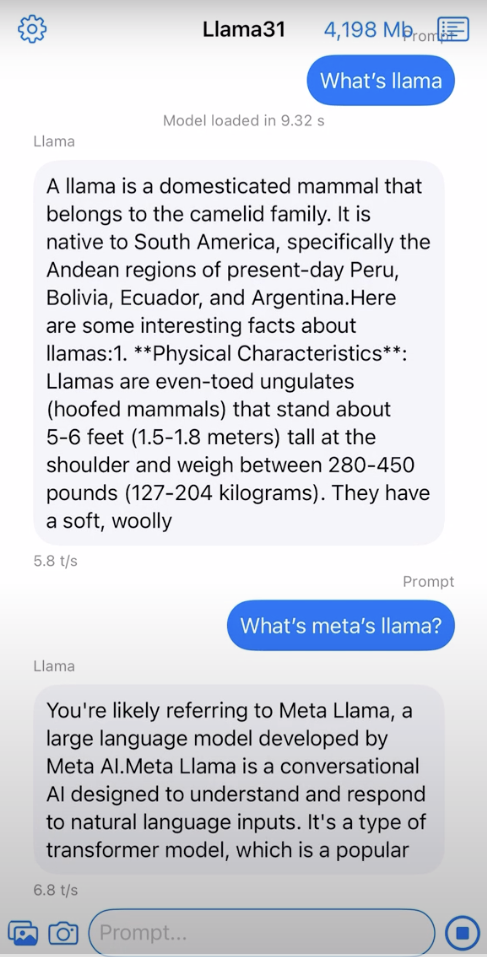 Llama31 4,198 Mb
Prompt
What's llama
Model loaded in 9.32 s
Llama
A llama is a domesticated mammal that
belongs to the camelid family. It is
native to South America, specifically the
Andean regions of present-day Peru,
Bolivia, Ecuador, and Argentina.Here
are some interesting facts about
llamas:1. **Physical Characteristics**:
Llamas are even-toed ungulates
(hoofed mammals) that stand about
5-6 feet (1.5-1.8 meters) tall at the
shoulder and weigh between 280-450
pounds (127-204 kilograms). They have
a soft, woolly
5.8 t/s
Prompt
What's meta's llama?
Llama
You're likely referring to Meta Llama, a
large language model developed by
Meta AI.Meta Llama is a conversational
AI designed to understand and respond
to natural language inputs. It's a type of
transformer model, which is a popular
6.8 t/s
Prompt...